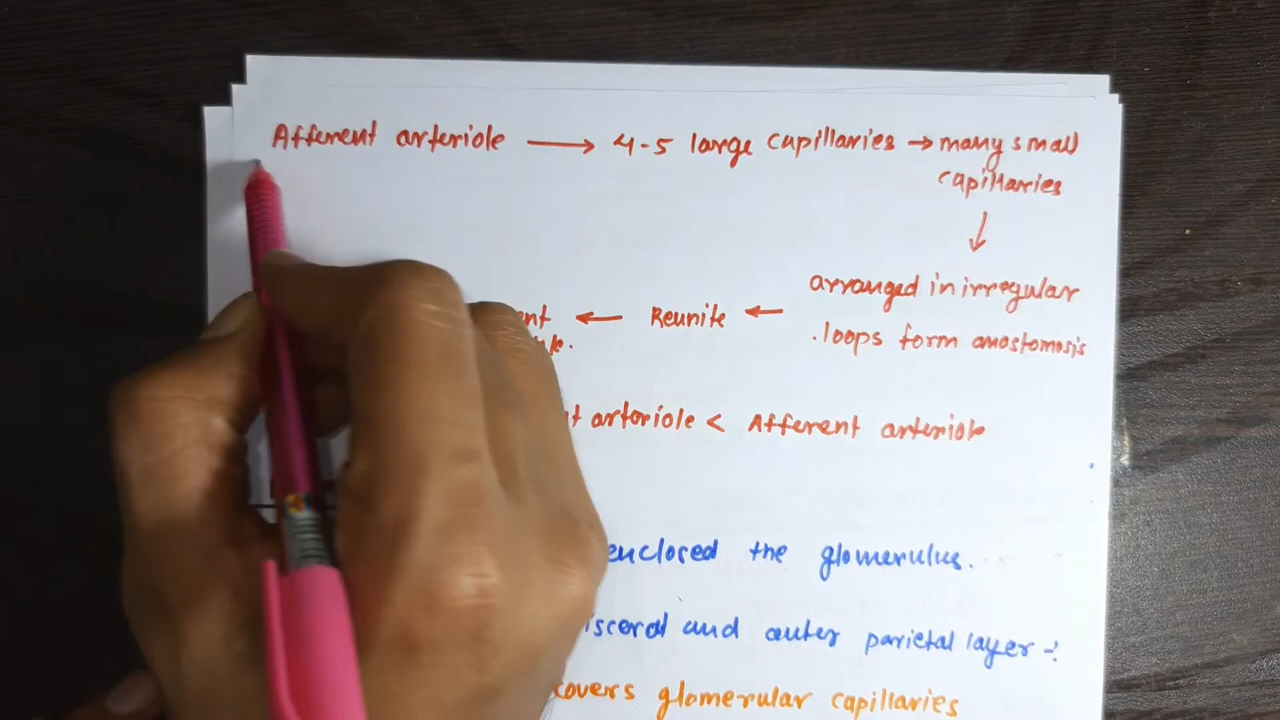 Afferent arteriole → 4-5 large capillaries → many small
capillaries
↓
arranged in irregular
← Reunite ←
.loops form anastomosis
arteriole < Afferent arteriole
enclosed the glomerulus.
and outer parietal layer :
covers glomerular capillaries